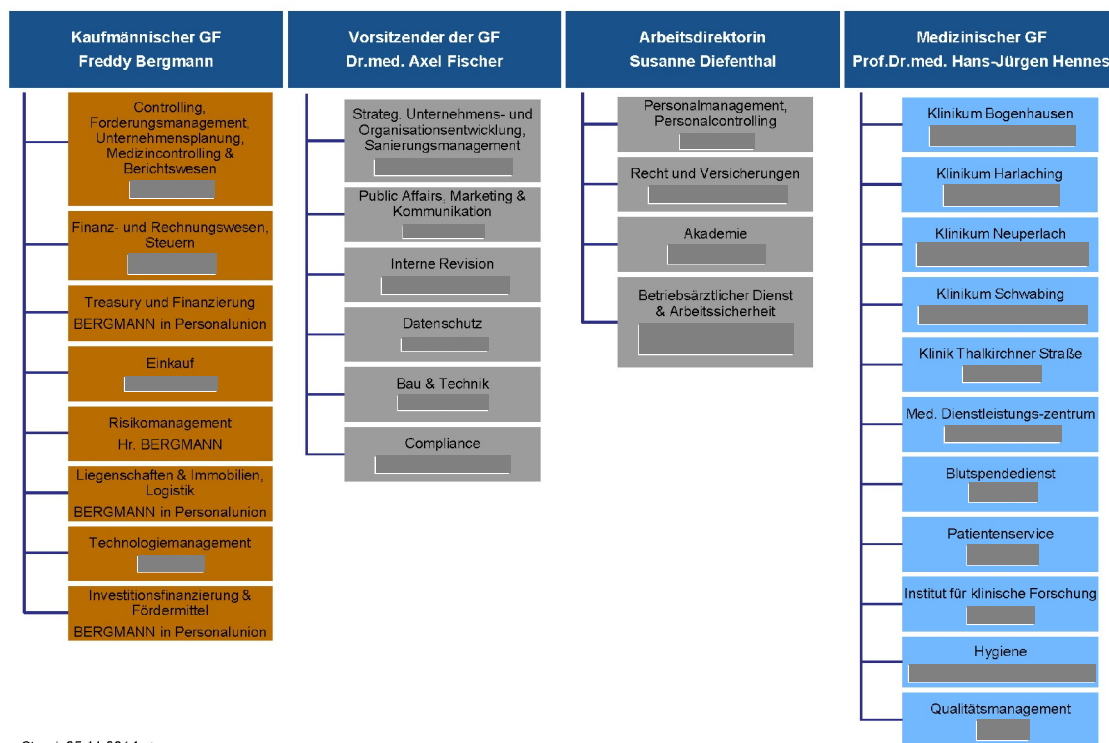 Kaufmännischer GF
Freddy Bergmann
Controlling,
Forderungsmanagement,
Unternehmensplanung,
Medizincontrolling &
Berichtswesen
Finanz- und Rechnungswesen,
Steuern
Treasury und Finanzierung
BERGMANN in Personalunion
Einkauf
Risikomanagement
Hr. BERGMANN
Liegenschaften & Immobilien,
Logistik
BERGMANN in Personalunion
Technologiemanagement
Investitionsfinanzierung &
Fördermittel
BERGMANN in Personalunion
Vorsitzender der GF
Dr.med. Axel Fischer
Strateg. Unternehmens- und
Organisationsentwicklung,
Sanierungsmanagement
Public Affairs, Marketing &
Kommunikation
Interne Revision
Datenschutz
Bau & Technik
Compliance
Arbeitsdirektorin
Susanne Diefenthal
Personalmanagement,
Personalcontrolling
Recht und Versicherungen
Akademie
Betriebsärztlicher Dienst
& Arbeitssicherheit
Medizinischer GF
Prof.Dr.med. Hans-Jürgen Hennes
Klinikum Bogenhausen
Klinikum Harlaching
Klinikum Neuperlach
Klinikum Schwabing
Klinik Thalkirchner Straße
Med. Dienstleistungs-zentrum
Blutspendedienst
Patientenservice
Institut für klinische Forschung
Hygiene
Qualitätsmanagement